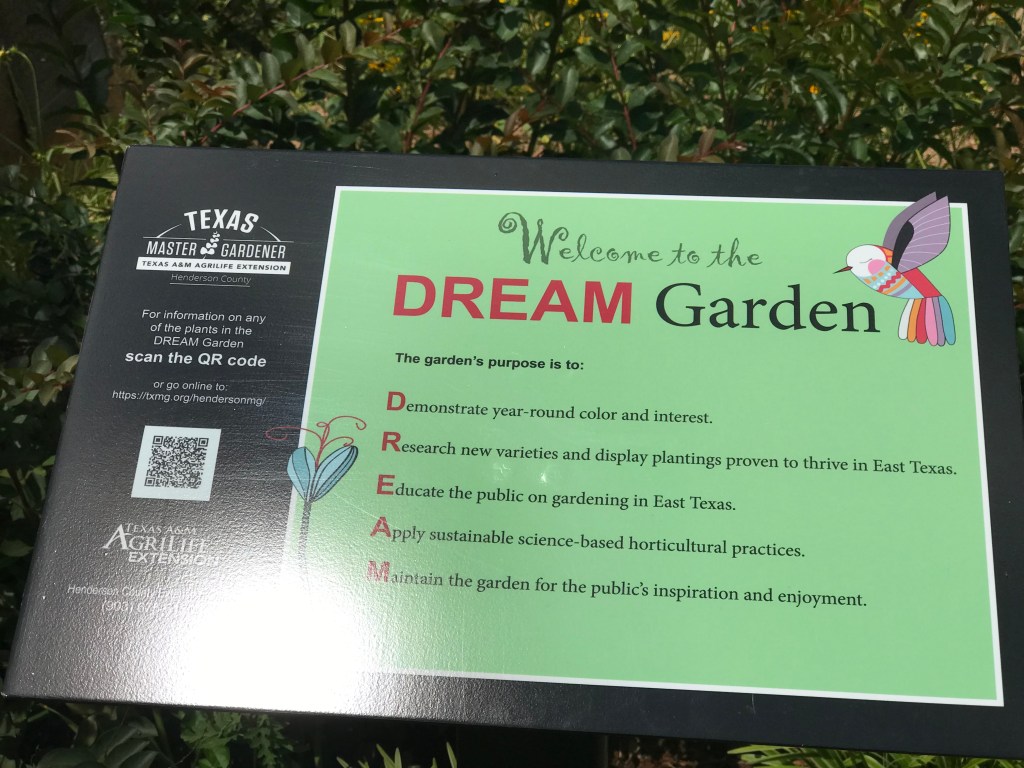 TEXAS
MASTER GARDENER
TEXAS A&M AGRILIFE EXTENSION
Henderson County
For information on any
of the plants in the
DREAM Garden
scan the QR code
or go online to:
https://txmg.org/hendersonmg/
TEXAS A&M
AGRILIFE
EXTENSION
Henderson County
(903)
Welcome to the
DREAM Garden
The garden's purpose is to:
Demonstrate year-round color and interest.
Research new varieties and display plantings proven to thrive in East Texas.
Educate the public on gardening in East Texas.
Apply sustainable science-based horticultural practices.
Maintain the garden for the public's inspiration and enjoyment.